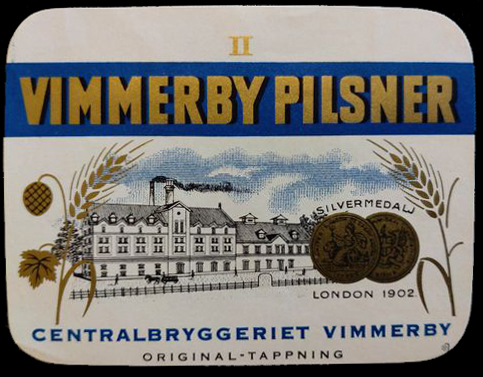 II
VIMMERBY PILSNER
SILVERMEDALJ
LONDON 1902.
CENTRALBRYGGERIET VIMMERBY
ORIGINAL-TAPPNING